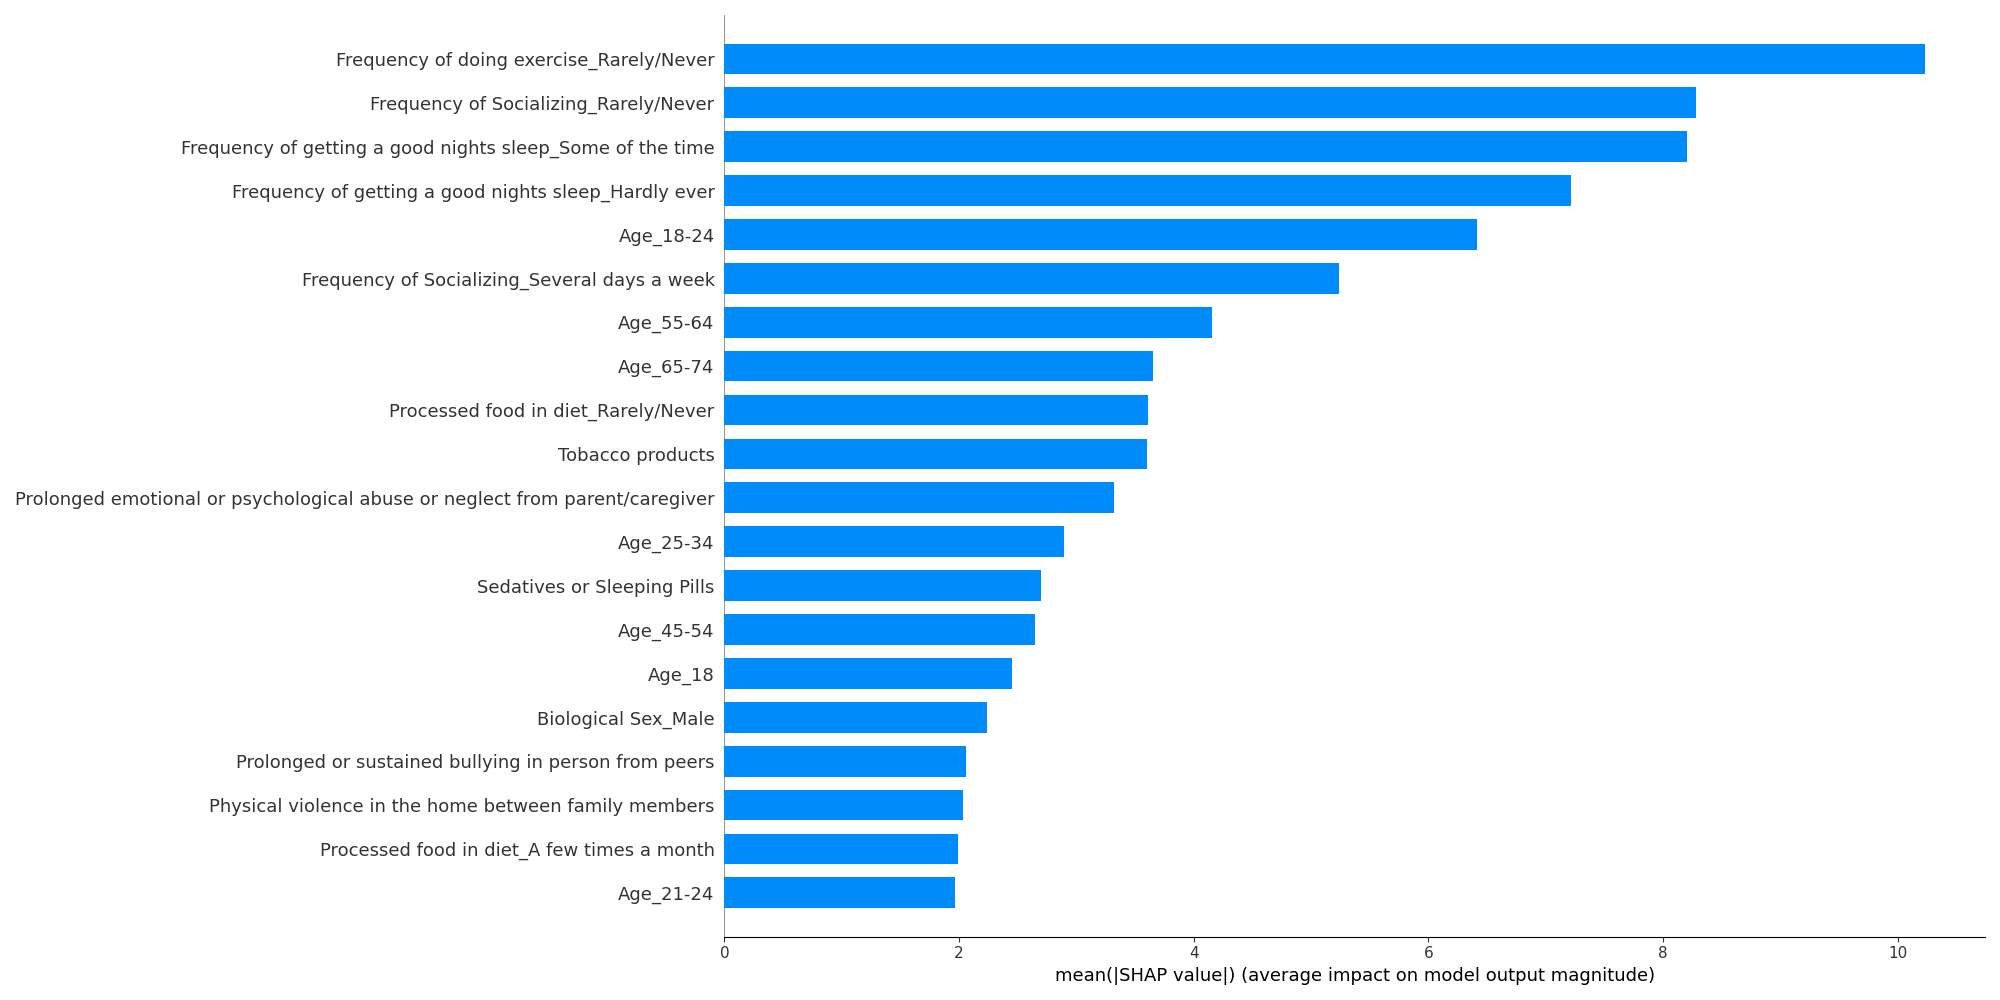 Frequency of doing exercise_Rarely/Never
Frequency of Socializing_Rarely/Never
Frequency of getting a good nights sleep_Some of the time
Frequency of getting a good nights sleep_Hardly ever
Age_18-24
Frequency of Socializing_Several days a week
Age_55-64
Age_65-74
Processed food in diet_Rarely/Never
Tobacco products
Prolonged emotional or psychological abuse or neglect from parent/caregiver
Age_25-34
Sedatives or Sleeping Pills
Age_45-54
Age_18
Biological Sex_Male
Prolonged or sustained bullying in person from peers
Physical violence in the home between family members
Processed food in diet_A few times a month
Age_21-24
0 2 4 6 8 10
mean(|SHAP value|) (average impact on model output magnitude)